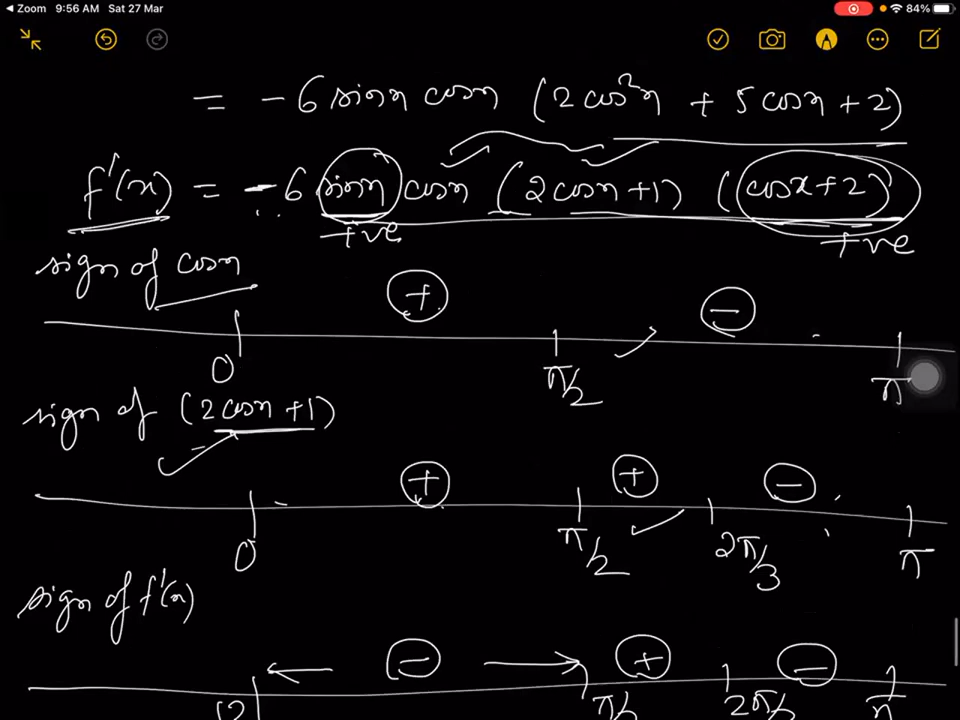 Zoom 9:56 AM Sat 27 Mar 84%
= -6 sinx cosx (2cos²x + 5cosx + 2)
f'(x) = -6 sinx cosx (2cosx+1) (cosx+2)
+ve +ve
sign of cosx
+ -
0 π/2 π
sign of (2cosx+1)
+ + -
0 π/2 2π/3 π
sign of f'(x)
- + -
π/2